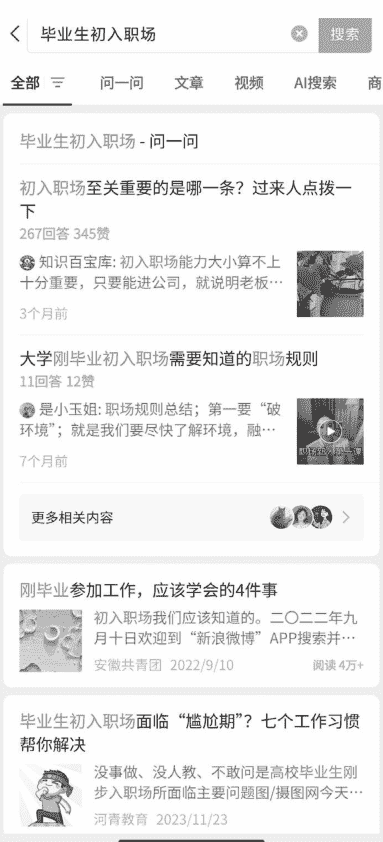 毕业生初入职场
搜索
全部 问一问 文章 视频 AI搜索 商
毕业生初入职场 - 问一问
初入职场至关重要的是哪一条？过来人点拨一
下
267回答 345赞
知识百宝库: 初入职场能力大小算不上
十分重要，只要能进公司，就说明老板…
3个月前
大学刚毕业初入职场需要知道的职场规则
11回答 12赞
是小玉姐: 职场规则总结；第一要“破
环境”；就是我们要尽快了解环境，融…
7个月前
更多相关内容
刚毕业参加工作，应该学会的4件事
初入职场我们应该知道的。二〇二二年九
月十日欢迎到“新浪微博”APP搜索并…
安徽共青团 2022/9/10 阅读 4万+
毕业生初入职场面临“尴尬期”？七个工作习惯
帮你解决
没事做、没人教、不敢问是高校毕业生刚
步入职场所面临主要问题图/摄图网今天…
河青教育 2023/11/23